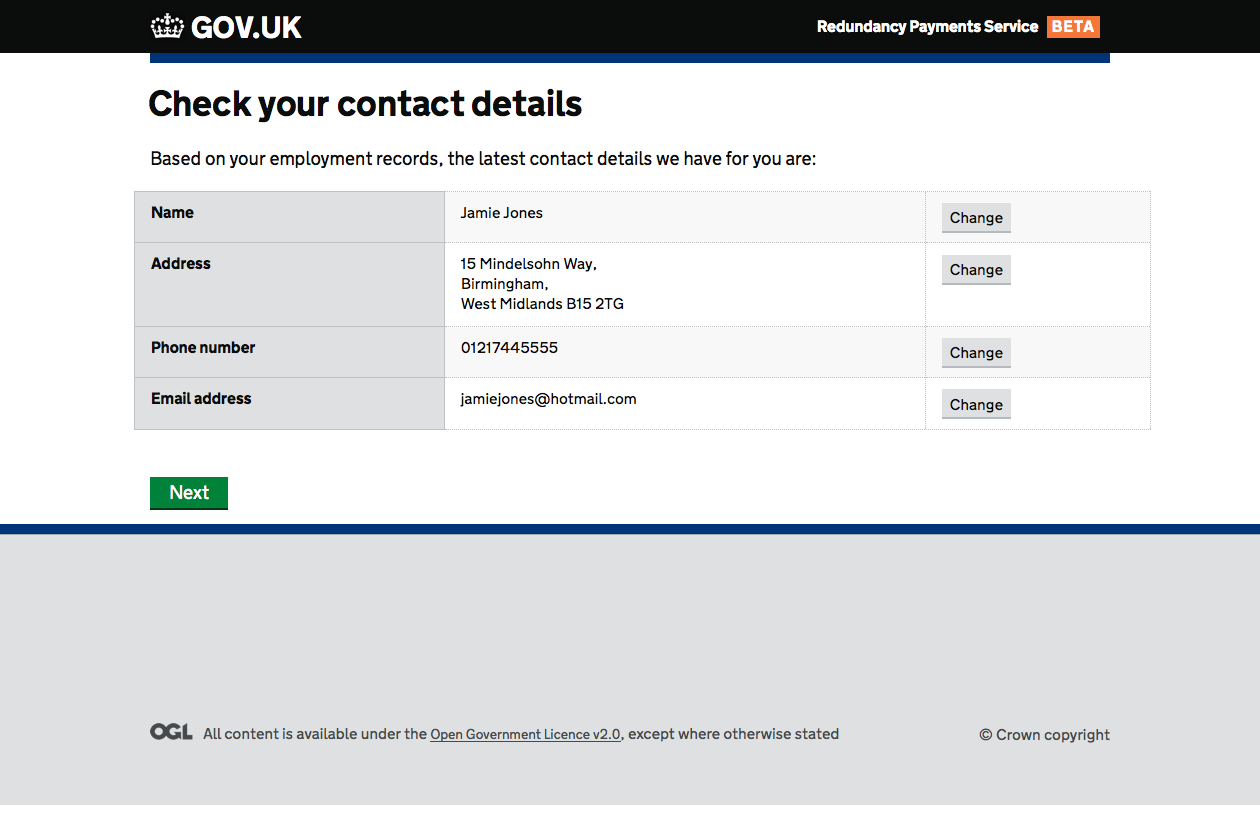 GOV.UK
Redundancy Payments Service BETA
Check your contact details
Based on your employment records, the latest contact details we have for you are:
Name Jamie Jones Change
Address 15 Mindelsohn Way, Change
Birmingham,
West Midlands B15 2TG
Phone number 01217445555 Change
Email address jamiejones@hotmail.com Change
Next
OGL All content is available under the Open Government Licence v2.0, except where otherwise stated
© Crown copyright